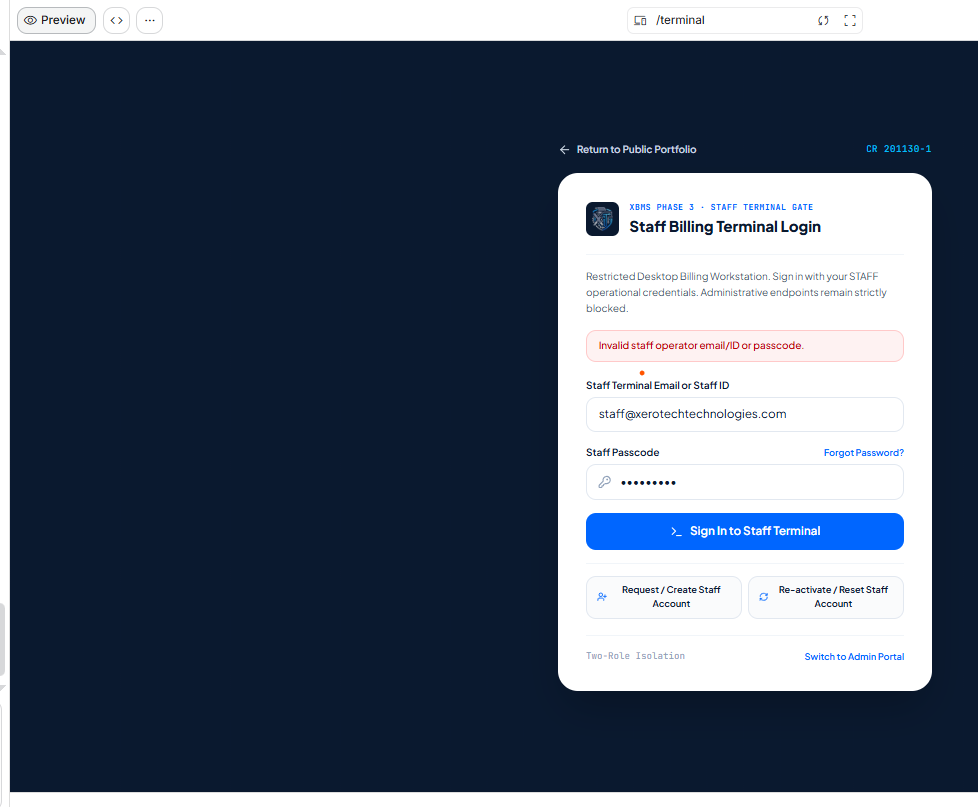 Preview
/terminal
Return to Public Portfolio
CR 201130-1
XBMS PHASE 3 · STAFF TERMINAL GATE
Staff Billing Terminal Login
Restricted Desktop Billing Workstation. Sign in with your STAFF
operational credentials. Administrative endpoints remain strictly
blocked.
Invalid staff operator email/ID or passcode.
Staff Terminal Email or Staff ID
staff@xerotechtechnologies.com
Staff Passcode
Forgot Password?
•••••••••
Sign In to Staff Terminal
Request / Create Staff
Account
Re-activate / Reset Staff
Account
Two-Role Isolation
Switch to Admin Portal